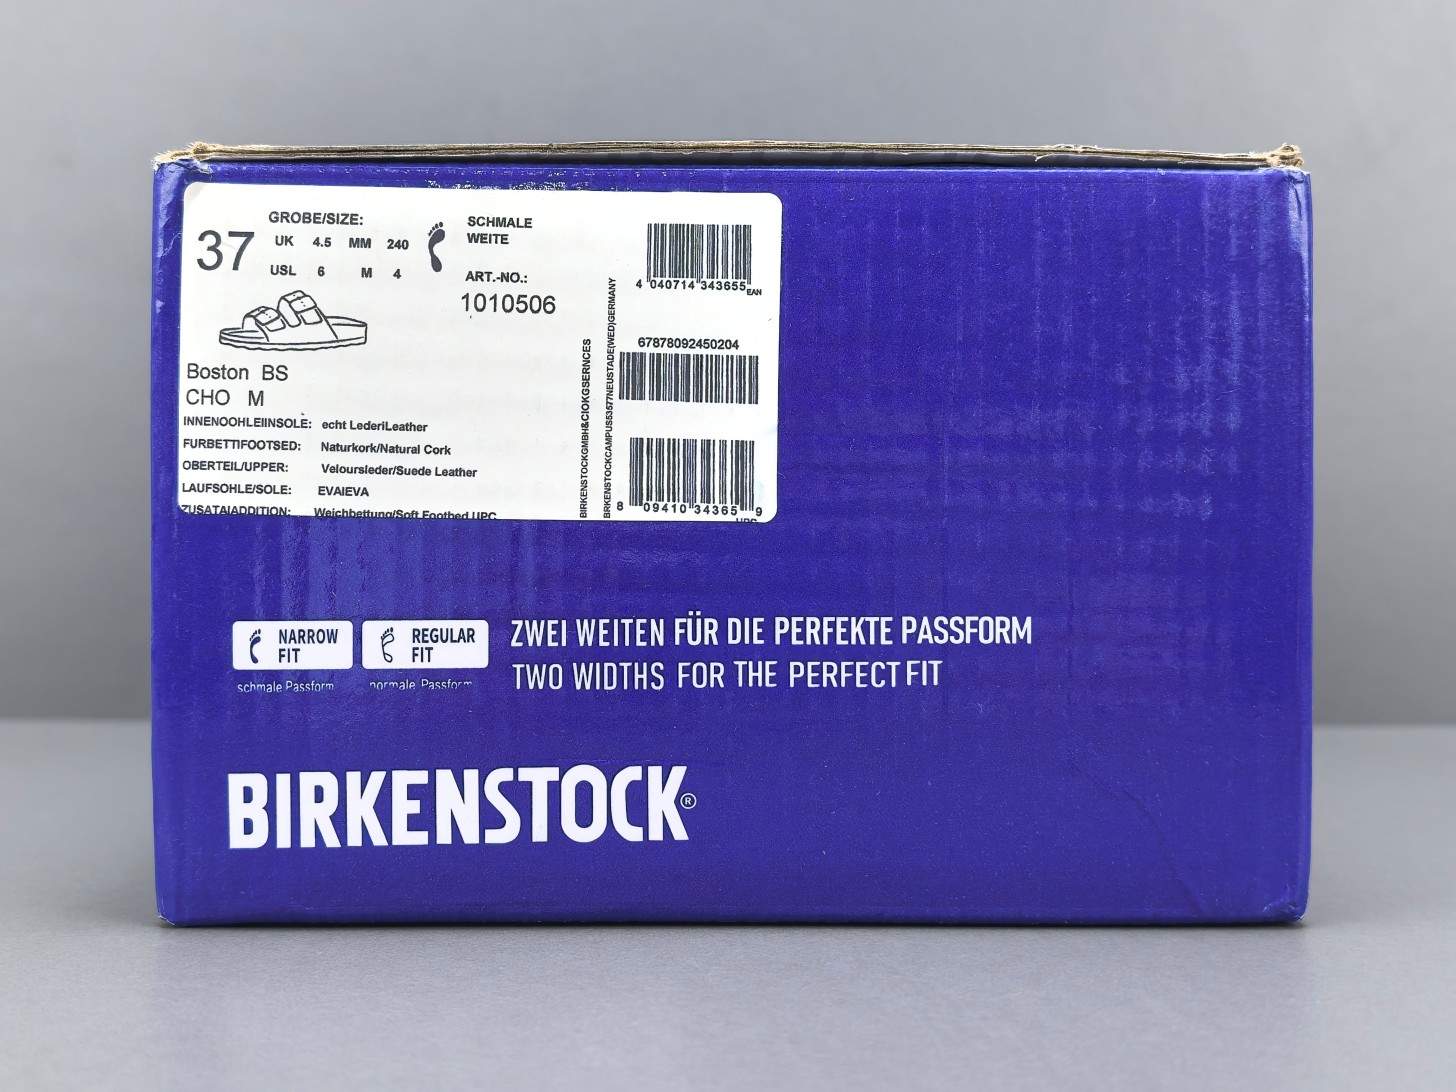 37
GROBE/SIZE:
UK 4.5 MM 240
USL 6 M 4
SCHMALE
WEITE
ART.-NO.:
1010506
Boston BS
CHO M
INNENOOHLEIINSOLE: echt LederiLeather
FURBETTIFOOTSED: Naturkork/Natural Cork
OBERTEIL/UPPER: Veloursleder/Suede Leather
LAUFSOHLE/SOLE: EVAIEVA
ZUSATAIADDITION: Weichbettung/Soft Footbed UPC
BIRKENSTOCKGMBH&CIOKGSERNCES
BRKENSTOCKCAMPUS53577NEUSTADE(WED)GERMANY
4 040714 343655 EAN
67878092450204
8 09410 34365 9
UPC
NARROW
FIT
schmale Passform
REGULAR
FIT
normale Passform
ZWEI WEITEN FÜR DIE PERFEKTE PASSFORM
TWO WIDTHS FOR THE PERFECT FIT
BIRKENSTOCK®